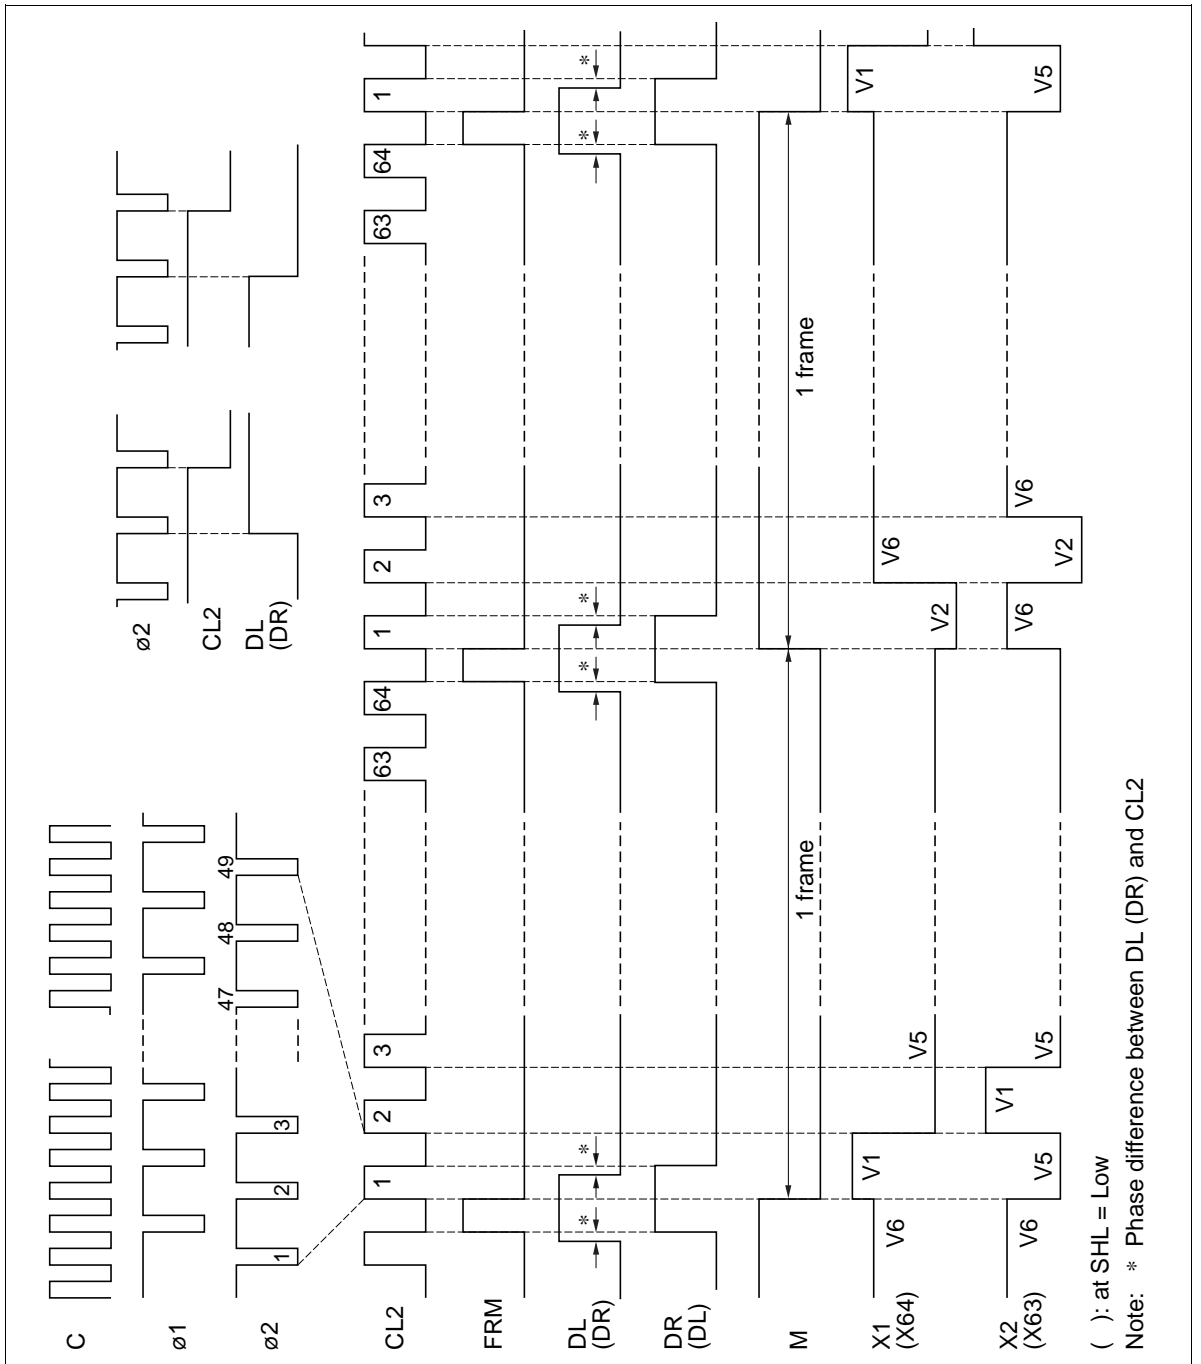 C
ø1
ø2
1 2 3 47 48 49
ø2
CL2
DL
(DR)
CL2
1 2 3 63 64 1 2 3 63 64 1
FRM
DL
(DR)
* * * * * *
DR
(DL)
M
1 frame 1 frame
X1
(X64)
V6 V1 V5 V2 V6 V1
X2
(X63)
V6 V5 V1 V5 V6 V2 V6 V5
( ): at SHL = Low
Note: * Phase difference between DL (DR) and CL2